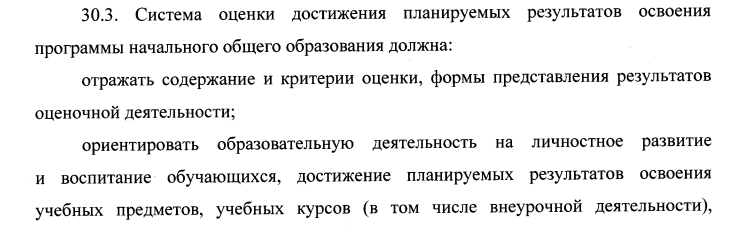 30.3. Система оценки достижения планируемых результатов освоения
программы начального общего образования должна:
отражать содержание и критерии оценки, формы представления результатов
оценочной деятельности;
ориентировать образовательную деятельность на личностное развитие
и воспитание обучающихся, достижение планируемых результатов освоения
учебных предметов, учебных курсов (в том числе внеурочной деятельности),